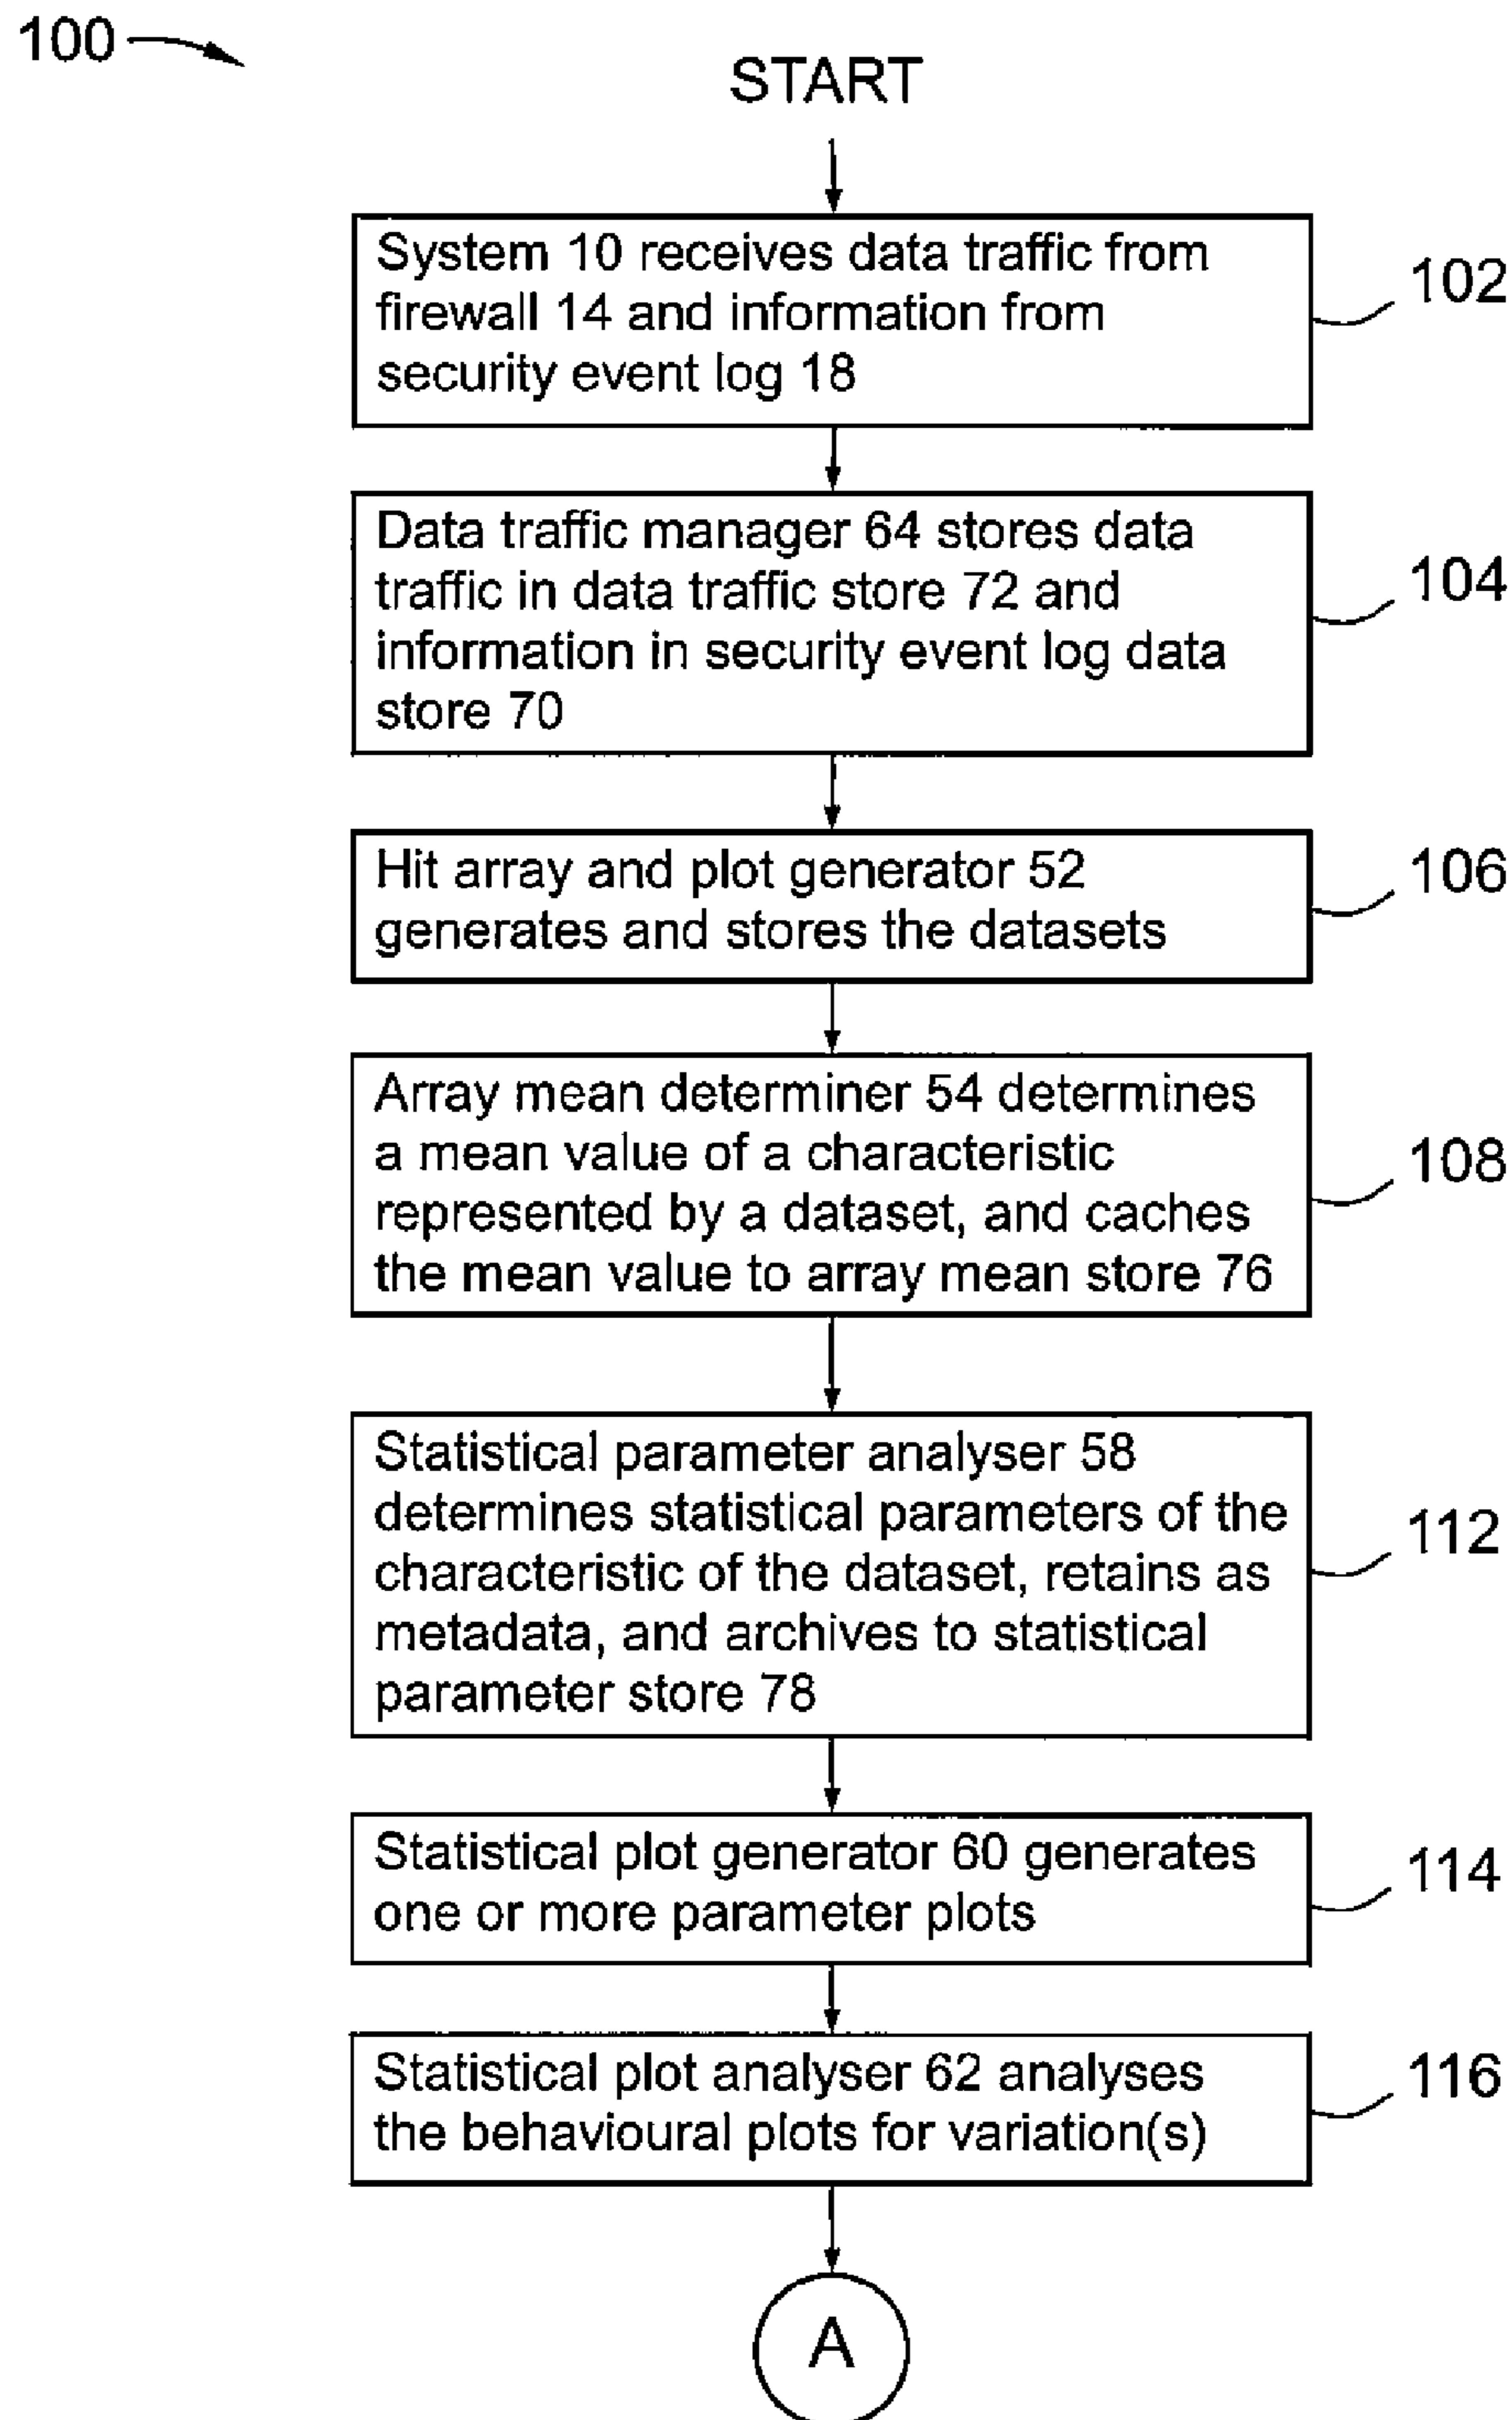 100
START
System 10 receives data traffic from
firewall 14 and information from
security event log 18
102
Data traffic manager 64 stores data
traffic in data traffic store 72 and
information in security event log data
store 70
104
Hit array and plot generator 52
generates and stores the datasets
106
Array mean determiner 54 determines
a mean value of a characteristic
represented by a dataset, and caches
the mean value to array mean store 76
108
Statistical parameter analyser 58
determines statistical parameters of the
characteristic of the dataset, retains as
metadata, and archives to statistical
parameter store 78
112
Statistical plot generator 60 generates
one or more parameter plots
114
Statistical plot analyser 62 analyses
the behavioural plots for variation(s)
116
A